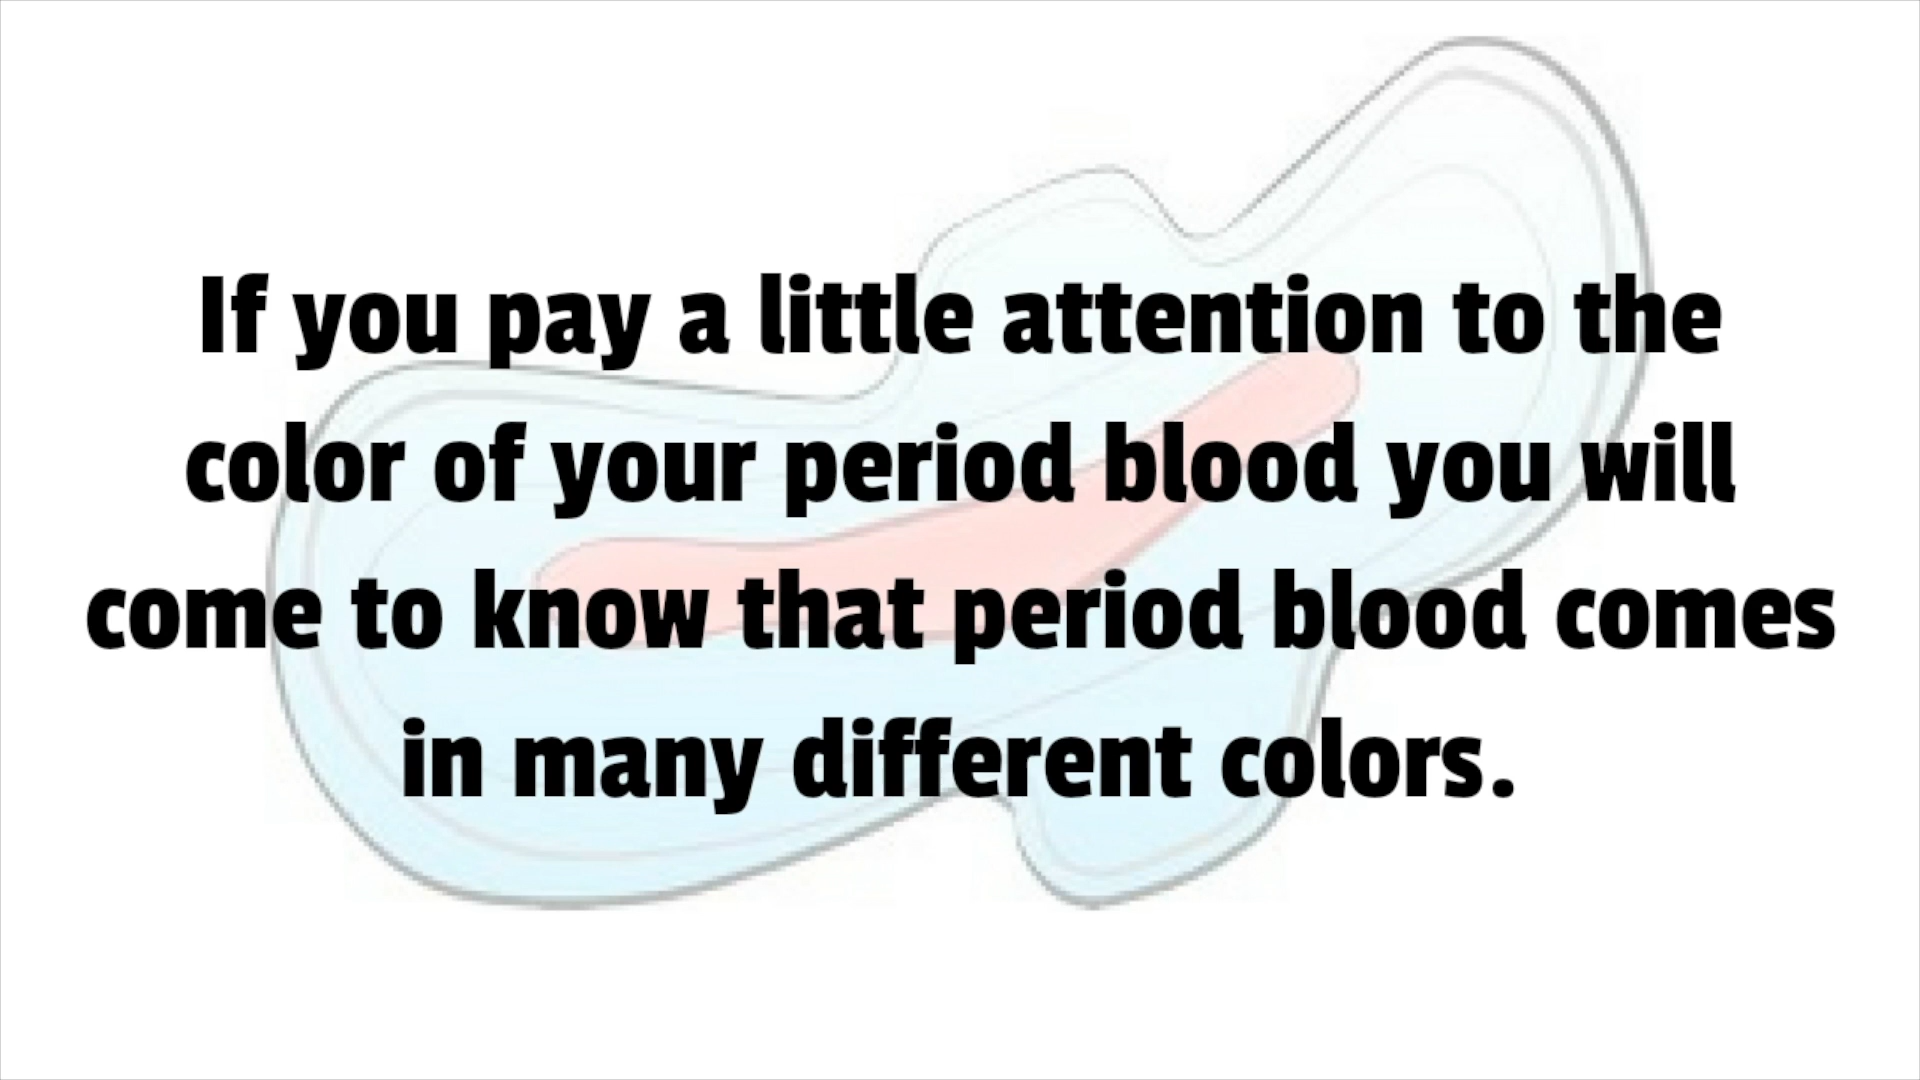 If you pay a little attention to the
color of your period blood you will
come to know that period blood comes
in many different colors.